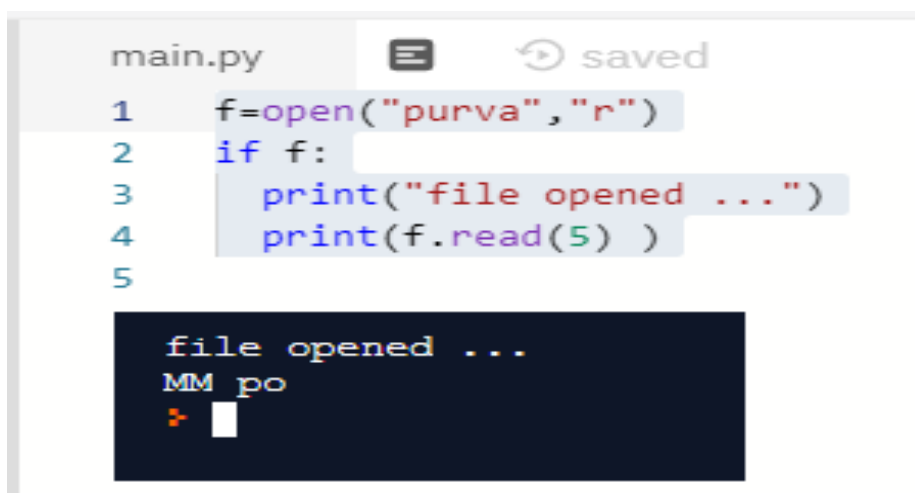 main.py saved
1 f=open("purva","r")
2 if f:
3   print("file opened ...")
4   print(f.read(5) )
5
file opened ...
MM po